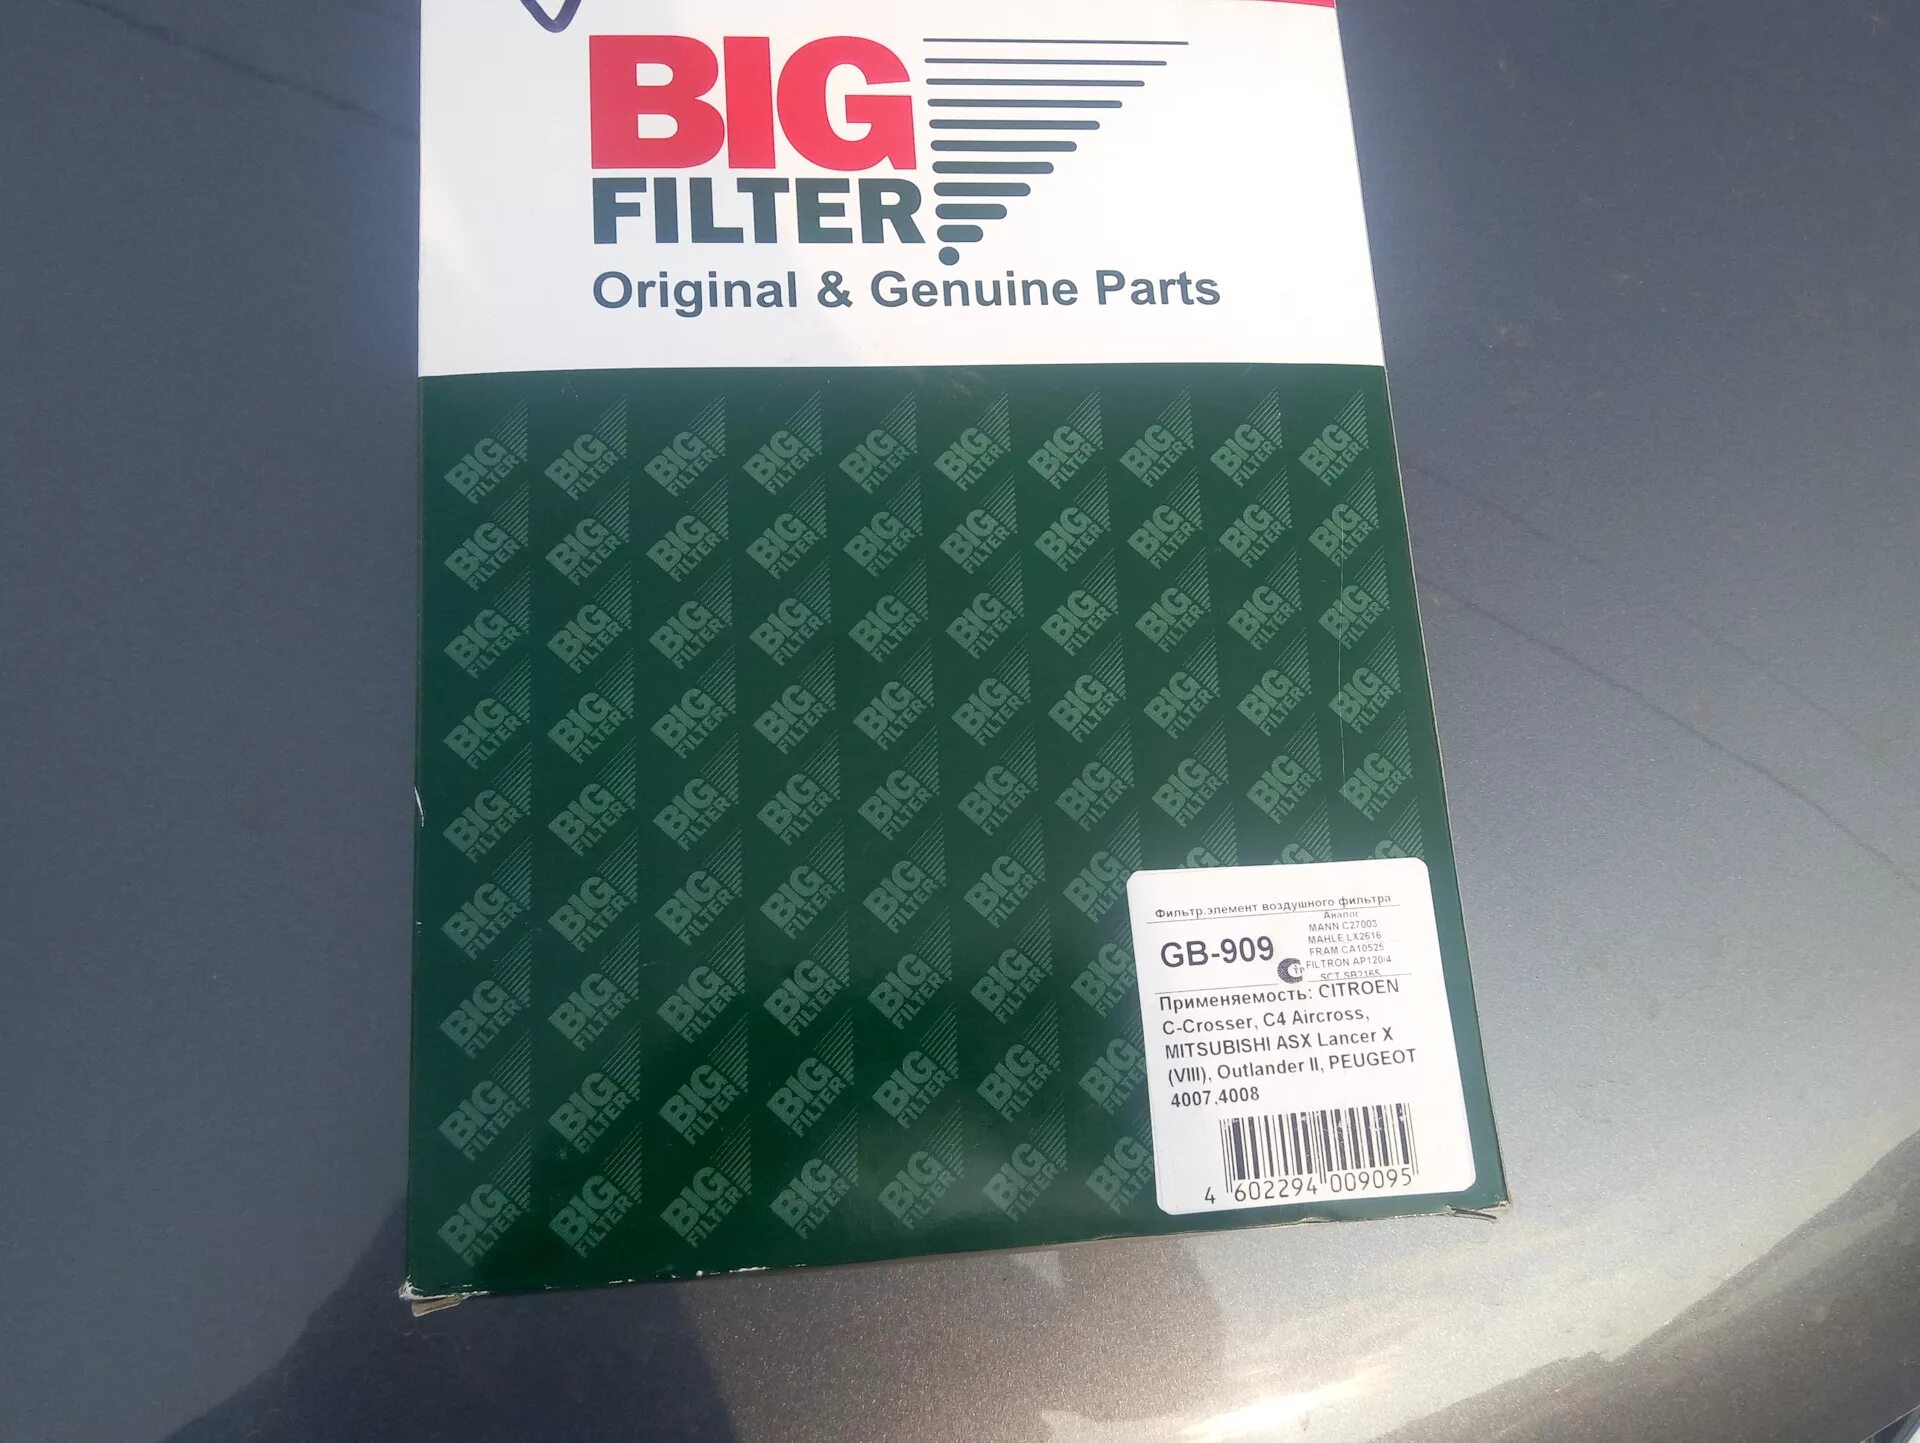 BIG
FILTER
Original & Genuine Parts
Фильтр.элемент воздушного фильтра
GB-909
Аналог
MANN C27003
MAHLE LX2616
FRAM CA10525
FILTRON AP120/4
SCT SB2165
Применяемость: CITROEN
C-Crosser, C4 Aircross,
MITSUBISHI ASX Lancer X
(VIII), Outlander II, PEUGEOT
4007,4008
4 602294 009095